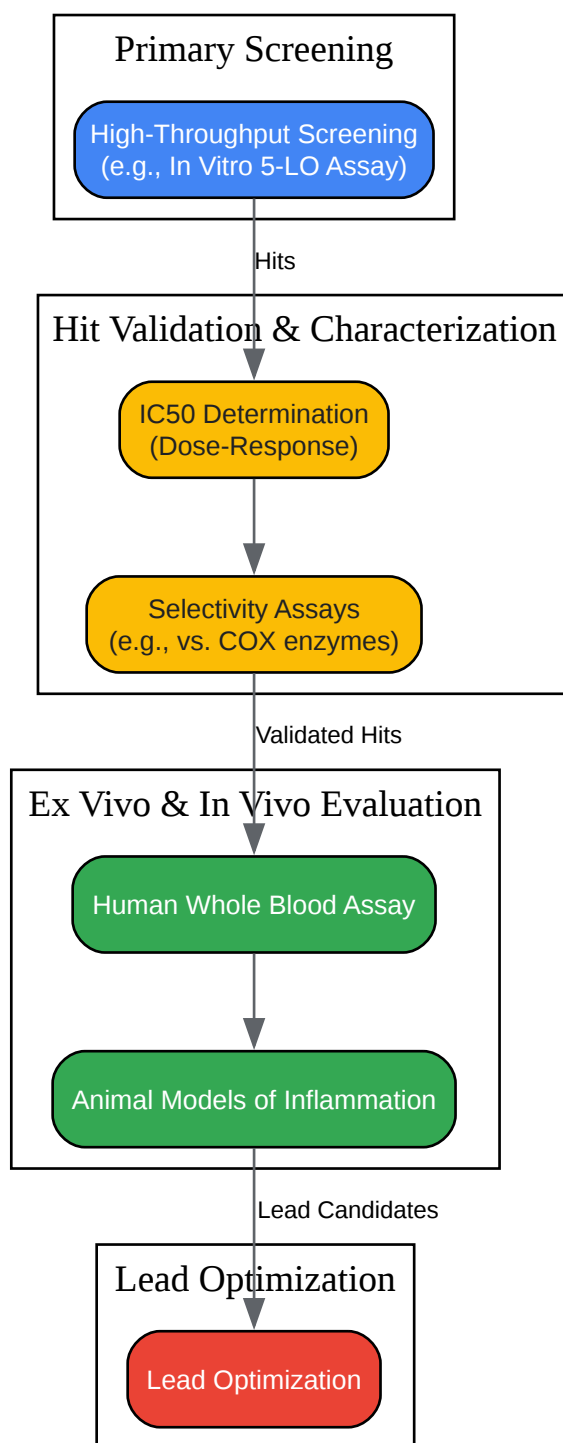 Primary Screening
High-Throughput Screening
(e.g., In Vitro 5-LO Assay)
Hits
Hit Validation & Characterization
IC50 Determination
(Dose-Response)
Selectivity Assays
(e.g., vs. COX enzymes)
Validated Hits
Ex Vivo & In Vivo Evaluation
Human Whole Blood Assay
Animal Models of Inflammation
Lead Candidates
Lead Optimization
Lead Optimization